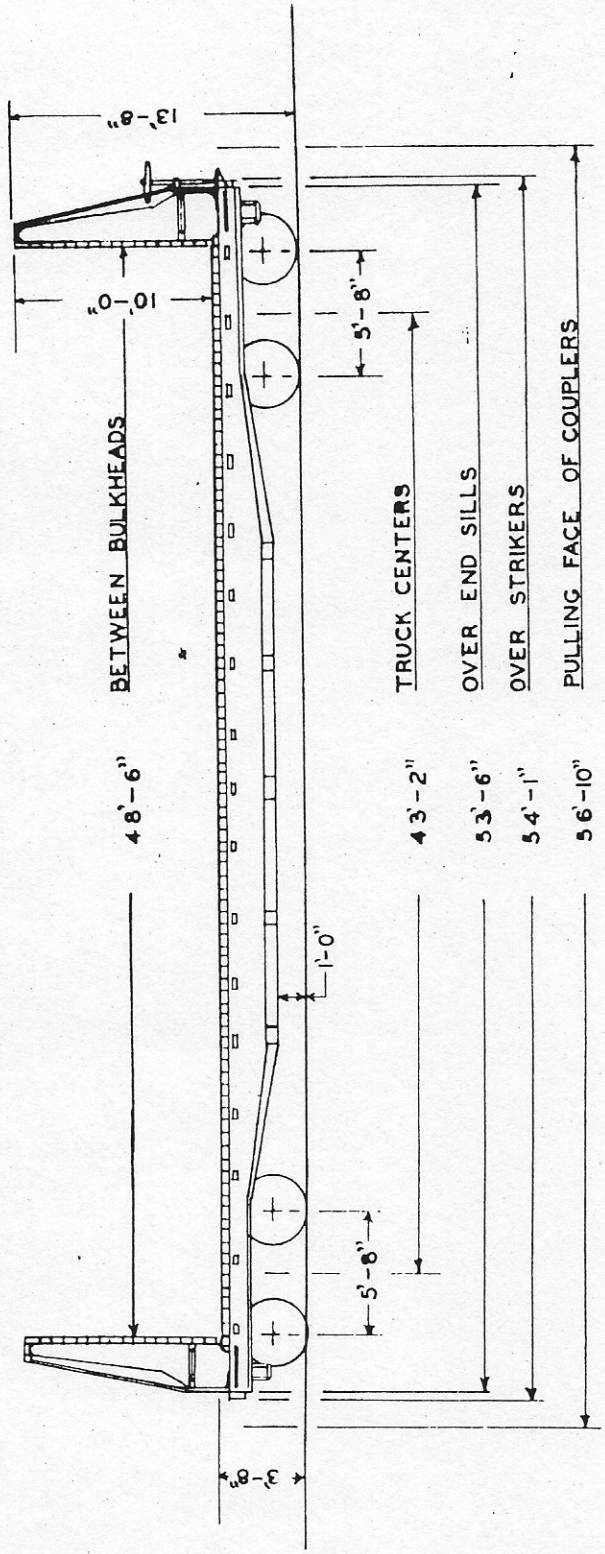 13'-8"
10'-0"
48'-6" BETWEEN BULKHEADS
3'-8"
1'-0"
5'-8"
5'-8"
43'-2" TRUCK CENTERS
53'-6" OVER END SILLS
54'-1" OVER STRIKERS
56'-10" PULLING FACE OF COUPLERS